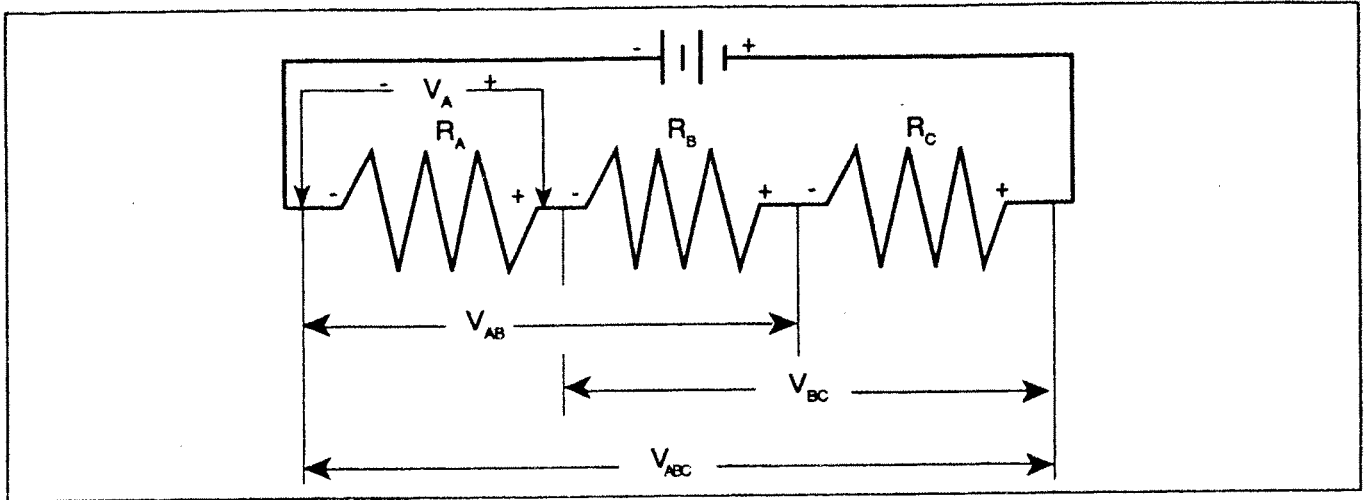 - +
- V_A +
R_A R_B R_C
- + - + - +
V_AB
V_BC
V_ABC